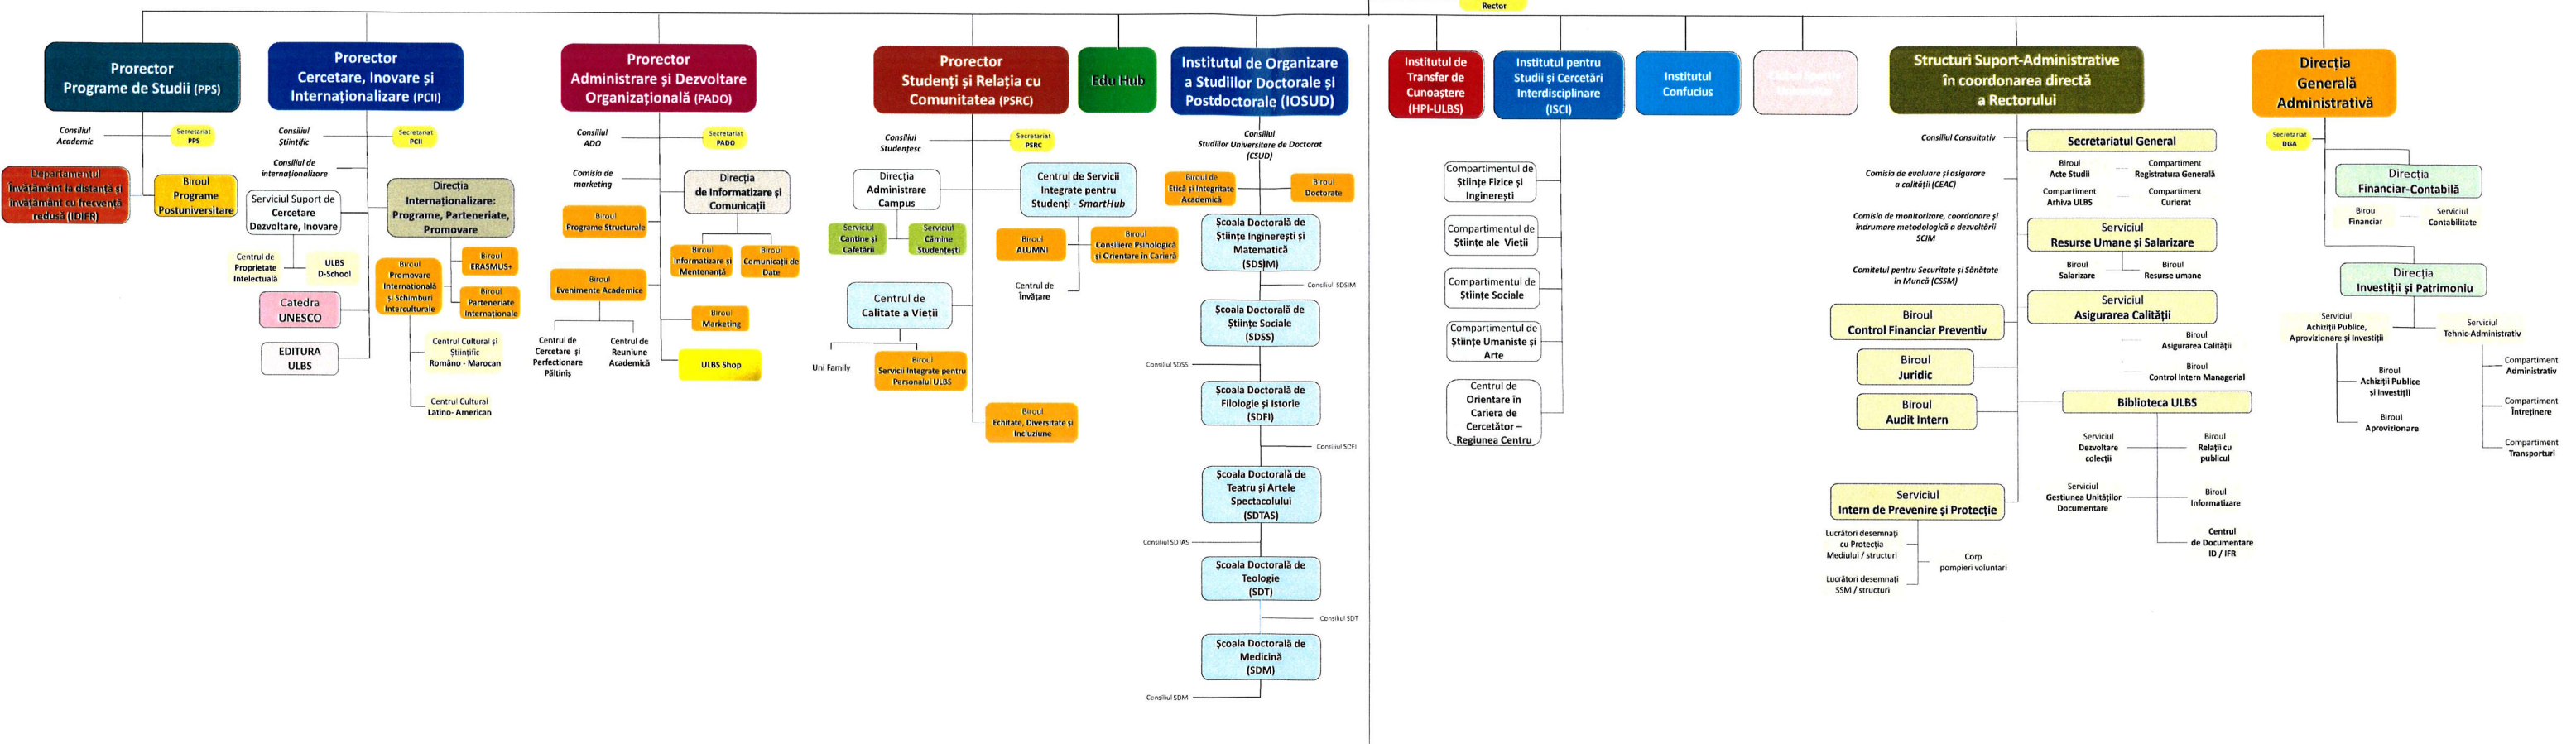 Rector
Prorector
Programe de Studii (PPS)
Consiliul
Academic
Secretariat
PPS
Departamentul
Învățământ la distanță și
învățământ cu frecvență
redusă (IDIFR)
Biroul
Programe
Postuniversitare
Prorector
Cercetare, Inovare și
Internaționalizare (PCII)
Consiliul
Științific
Secretariat
PCII
Consiliul de
internaționalizare
Serviciul Suport de
Cercetare
Dezvoltare, Inovare
Centrul de
Proprietate
Intelectuală
ULBS
D-School
Catedra
UNESCO
EDITURA
ULBS
Direcția
Internaționalizare:
Programe, Parteneriate,
Promovare
Biroul
ERASMUS+
Biroul
Promovare
Internațională
și Schimburi
Interculturale
Biroul
Parteneriate
Internaționale
Centrul Cultural și
Științific
Româno - Marocan
Centrul Cultural
Latino- American
Prorector
Administrare și Dezvoltare
Organizațională (PADO)
Consiliul
ADO
Secretariat
PADO
Comisia de
marketing
Direcția
de Informatizare și
Comunicații
Biroul
Programe Structurale
Biroul
Informatizare și
Mentenanță
Biroul
Comunicații de
Date
Biroul
Evenimente Academice
Centrul de
Cercetare și
Perfectionare
Păltiniș
Centrul de
Reuniune
Academică
Biroul
Marketing
ULBS Shop
Prorector
Studenți și Relația cu
Comunitatea (PSRC)
Consiliul
Studențesc
Secretariat
PSRC
Direcția
Administrare
Campus
Serviciul
Cantine și
Cafetării
Serviciul
Cămine
Studențești
Centrul de Servicii
Integrate pentru
Studenți - SmartHub
Biroul
ALUMNI
Biroul
Consiliere Psihologică
și Orientare în Carieră
Centrul de
Învățare
Centrul de
Calitate a Vieții
Uni Family
Biroul
Servicii Integrate pentru
Personalul ULBS
Biroul
Echitate, Diversitate și
Incluziune
Edu Hub
Institutul de Organizare
a Studiilor Doctorale și
Postdoctorale (IOSUD)
Consiliul
Studiilor Universitare de Doctorat
(CSUD)
Biroul de
Etică și Integritate
Academică
Biroul
Doctorate
Școala Doctorală de
Științe Inginerești și
Matematică
(SDSIM)
Consiliul SDSIM
Școala Doctorală de
Științe Sociale
(SDSS)
Consiliul SDSS
Școala Doctorală de
Filologie și Istorie
(SDFI)
Consiliul SDFI
Școala Doctorală de
Teatru și Artele
Spectacolului
(SDTAS)
Consiliul SDTAS
Școala Doctorală de
Teologie
(SDT)
Consiliul SDT
Școala Doctorală de
Medicină
(SDM)
Consiliul SDM
Institutul de
Transfer de
Cunoaștere
(HPI-ULBS)
Institutul pentru
Studii și Cercetări
Interdisciplinare
(ISCI)
Compartimentul de
Științe Fizice și
Inginerești
Compartimentul de
Științe ale Vieții
Compartimentul de
Științe Sociale
Compartimentul de
Științe Umaniste și
Arte
Centrul de
Orientare în
Cariera de
Cercetător –
Regiunea Centru
Institutul
Confucius
Structuri Suport-Administrative
în coordonarea directă
a Rectorului
Consiliul Consultativ
Comisia de evaluare și asigurare
a calității (CEAC)
Comisia de monitorizare, coordonare și
îndrumare metodologică a dezvoltării
SCIM
Comitetul pentru Securitate și Sănătate
în Muncă (CSSM)
Biroul
Control Financiar Preventiv
Biroul
Juridic
Biroul
Audit Intern
Serviciul
Intern de Prevenire și Protecție
Lucrători desemnați
cu Protecția
Mediului / structuri
Lucrători desemnați
SSM / structuri
Corp
pompieri voluntari
Secretariatul General
Biroul
Acte Studii
Compartiment
Registratura Generală
Compartiment
Arhiva ULBS
Compartiment
Curierat
Serviciul
Resurse Umane și Salarizare
Biroul
Salarizare
Biroul
Resurse umane
Serviciul
Asigurarea Calității
Biroul
Asigurarea Calității
Biroul
Control Intern Managerial
Biblioteca ULBS
Serviciul
Dezvoltare
colecții
Biroul
Relații cu
publicul
Serviciul
Gestiunea Unităților
Documentare
Biroul
Informatizare
Centrul
de Documentare
ID / IFR
Direcția
Generală
Administrativă
Secretariat
DGA
Direcția
Financiar-Contabilă
Birou
Financiar
Serviciul
Contabilitate
Direcția
Investiții și Patrimoniu
Serviciul
Achiziții Publice,
Aprovizionare și Investiții
Biroul
Achiziții Publice
și Investiții
Biroul
Aprovizionare
Serviciul
Tehnic-Administrativ
Compartiment
Administrativ
Compartiment
Întreținere
Compartiment
Transporturi